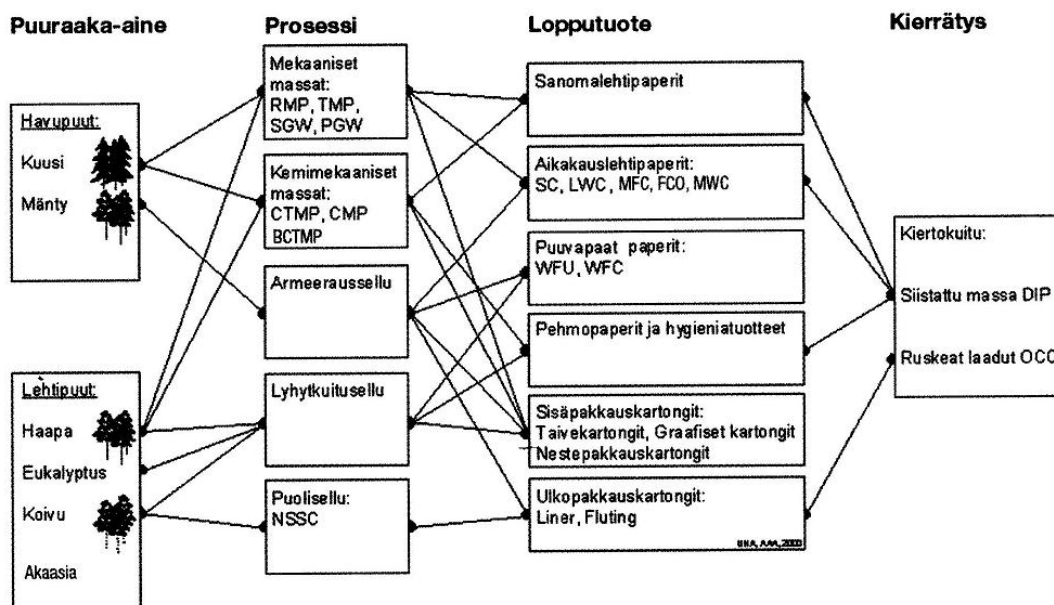 Puuraaka-aine
Prosessi
Lopputuote
Kierrätys
Havupuut:
Kuusi
Mänty
Lehtipuut:
Haapa
Eukalyptus
Koivu
Akaasia
Mekaaniset
massat:
RMP, TMP,
SGW, PGW
Kemimekaaniset
massat:
CTMP, CMP
BCTMP
Armeeraussellu
Lyhytkuitusellu
Puolisellu:
NSSC
Sanomalehtipaperit
Aikakauslehtipaperit:
SC, LWC, MFC, FCO, MWC
Puuvapaat paperit:
WFU, WFC
Pehmopaperit ja hygieniatuotteet
Sisäpakkauskartongit:
Taivekartongit, Graafiset kartongit
Nestepakkauskartongit
Ulkopakkauskartongit:
Liner, Fluting
AAA, 2000
Kiertokuitu:
Siistattu massa DIP
Ruskeat laadut OCC